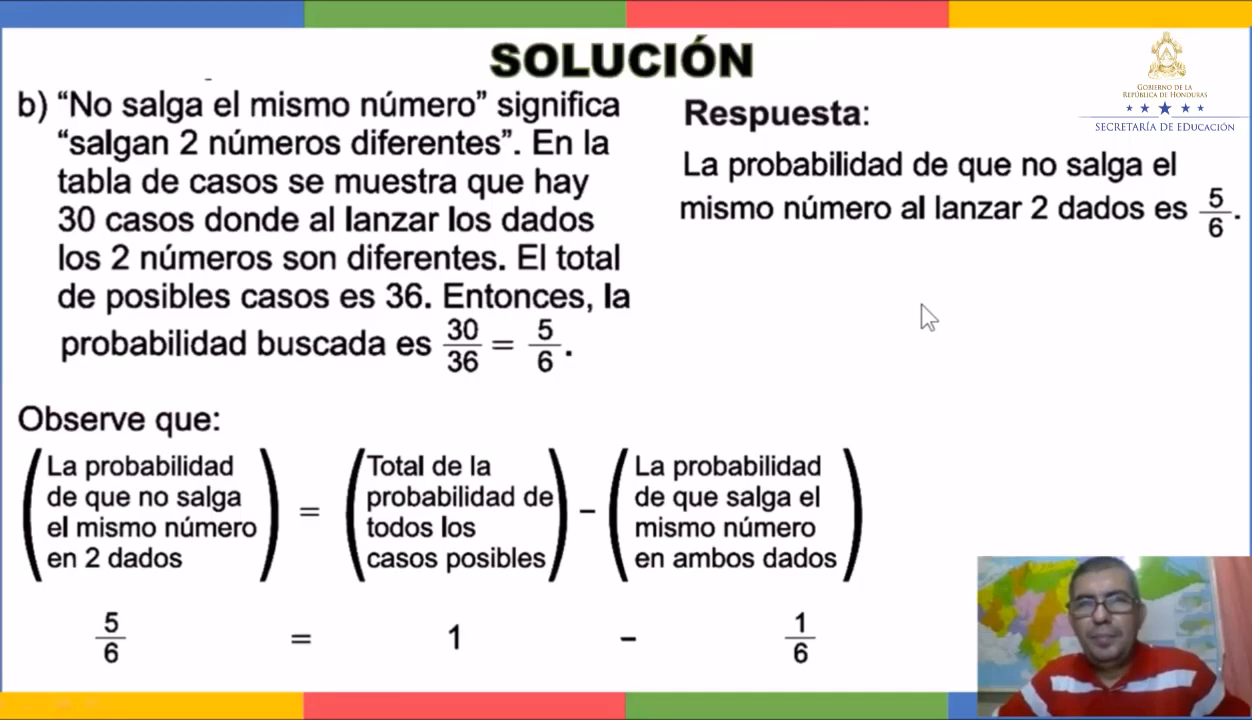 SOLUCIÓN
b) “No salga el mismo número” significa
“salgan 2 números diferentes”. En la
tabla de casos se muestra que hay
30 casos donde al lanzar los dados
los 2 números son diferentes. El total
de posibles casos es 36. Entonces, la
probabilidad buscada es 30/36 = 5/6.
Respuesta:
La probabilidad de que no salga el
mismo número al lanzar 2 dados es 5/6.
GOBIERNO DE LA
REPÚBLICA DE HONDURAS
SECRETARÍA DE EDUCACIÓN
Observe que:
(La probabilidad
de que no salga
el mismo número
en 2 dados)
=
(Total de la
probabilidad de
todos los
casos posibles)
−
(La probabilidad
de que salga el
mismo número
en ambos dados)
5/6 = 1 − 1/6